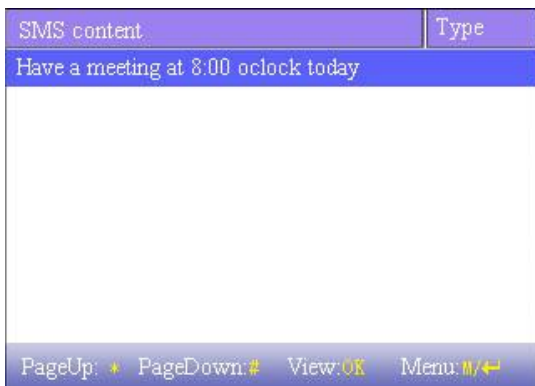 SMS content Type
Have a meeting at 8:00 oclock today
PageUp: * PageDown:# View:OK Menu:M/↵